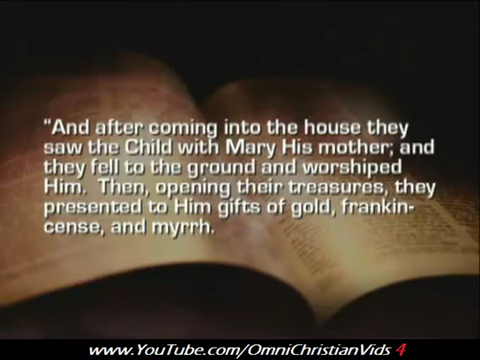 "And after coming into the house they
saw the Child with Mary His mother; and
they fell to the ground and worshiped
Him.  Then, opening their treasures, they
presented to Him gifts of gold, frankin-
cense, and myrrh.
www.YouTube.com/OmniChristianVids 4